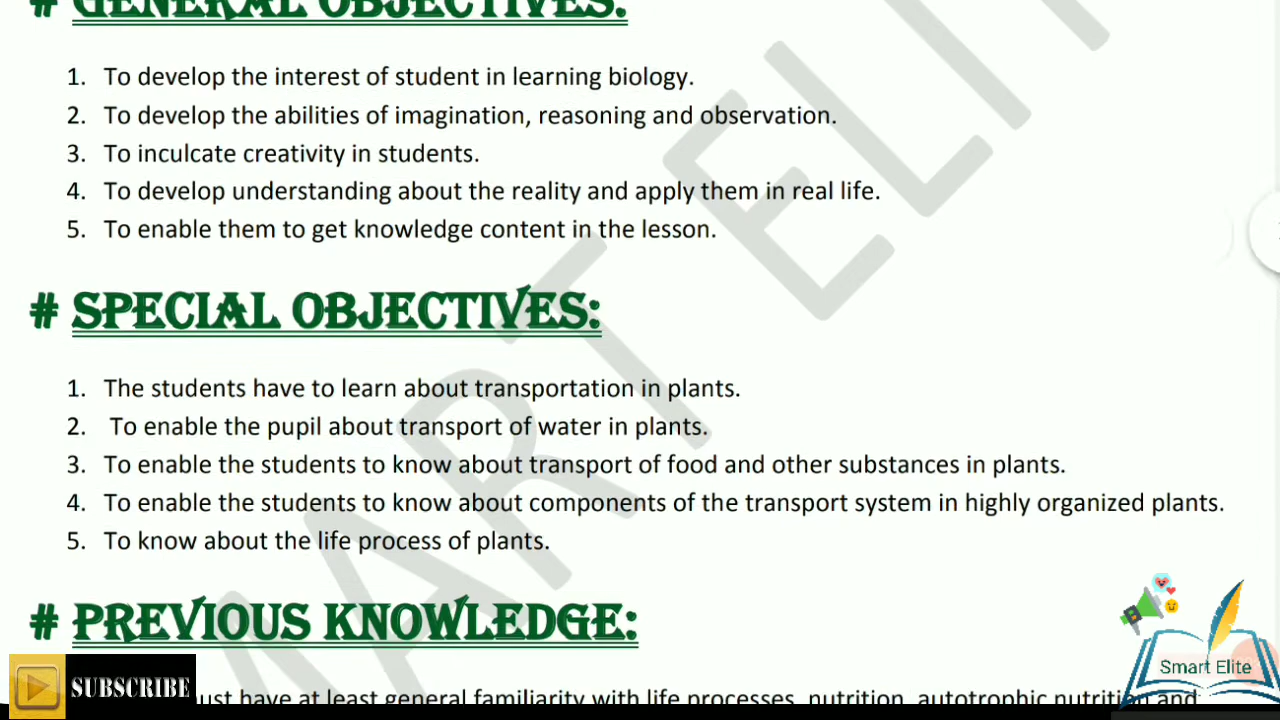 # GENERAL OBJECTIVES:
1. To develop the interest of student in learning biology.
2. To develop the abilities of imagination, reasoning and observation.
3. To inculcate creativity in students.
4. To develop understanding about the reality and apply them in real life.
5. To enable them to get knowledge content in the lesson.
# SPECIAL OBJECTIVES:
1. The students have to learn about transportation in plants.
2. To enable the pupil about transport of water in plants.
3. To enable the students to know about transport of food and other substances in plants.
4. To enable the students to know about components of the transport system in highly organized plants.
5. To know about the life process of plants.
# PREVIOUS KNOWLEDGE:
have at least general familiarity with life processes, nutrition, autotrophic nutrition and
SUBSCRIBE
Smart Elite